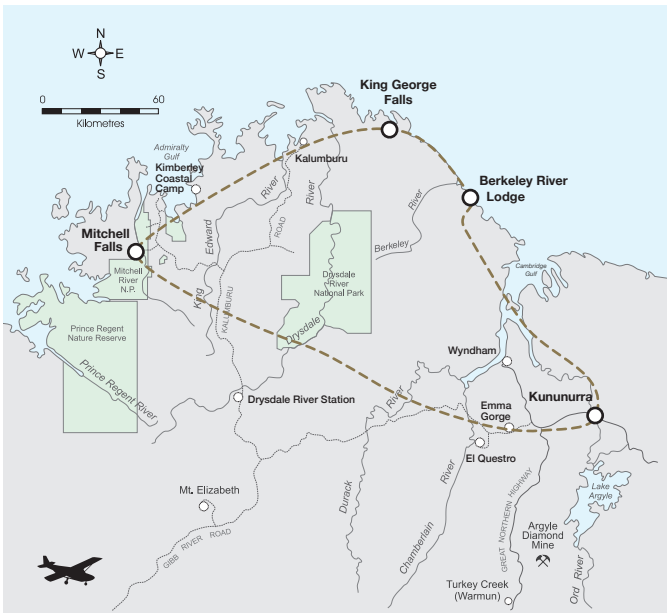 N
W
E
S
0
60
Kilometres
King George
Falls
Admiralty
Gulf
Kimberley
Coastal
Camp
Kalumburu
River
River
ROAD
Berkeley River
Lodge
River
Berkeley
Mitchell
Falls
Edward
King
KALUMBURU
Mitchell
River
N.P.
Drysdale
River
National Park
Drysdale
Cambridge
Gulf
Prince Regent
Nature Reserve
Prince Regent River
Wyndham
Drysdale River Station
River
Durack
Emma
Gorge
Kununurra
El Questro
River
Chamberlain
GREAT NORTHERN HIGHWAY
Lake
Argyle
Mt. Elizabeth
GIBB RIVER ROAD
Argyle
Diamond
Mine
Turkey Creek
(Warmun)
Ord River